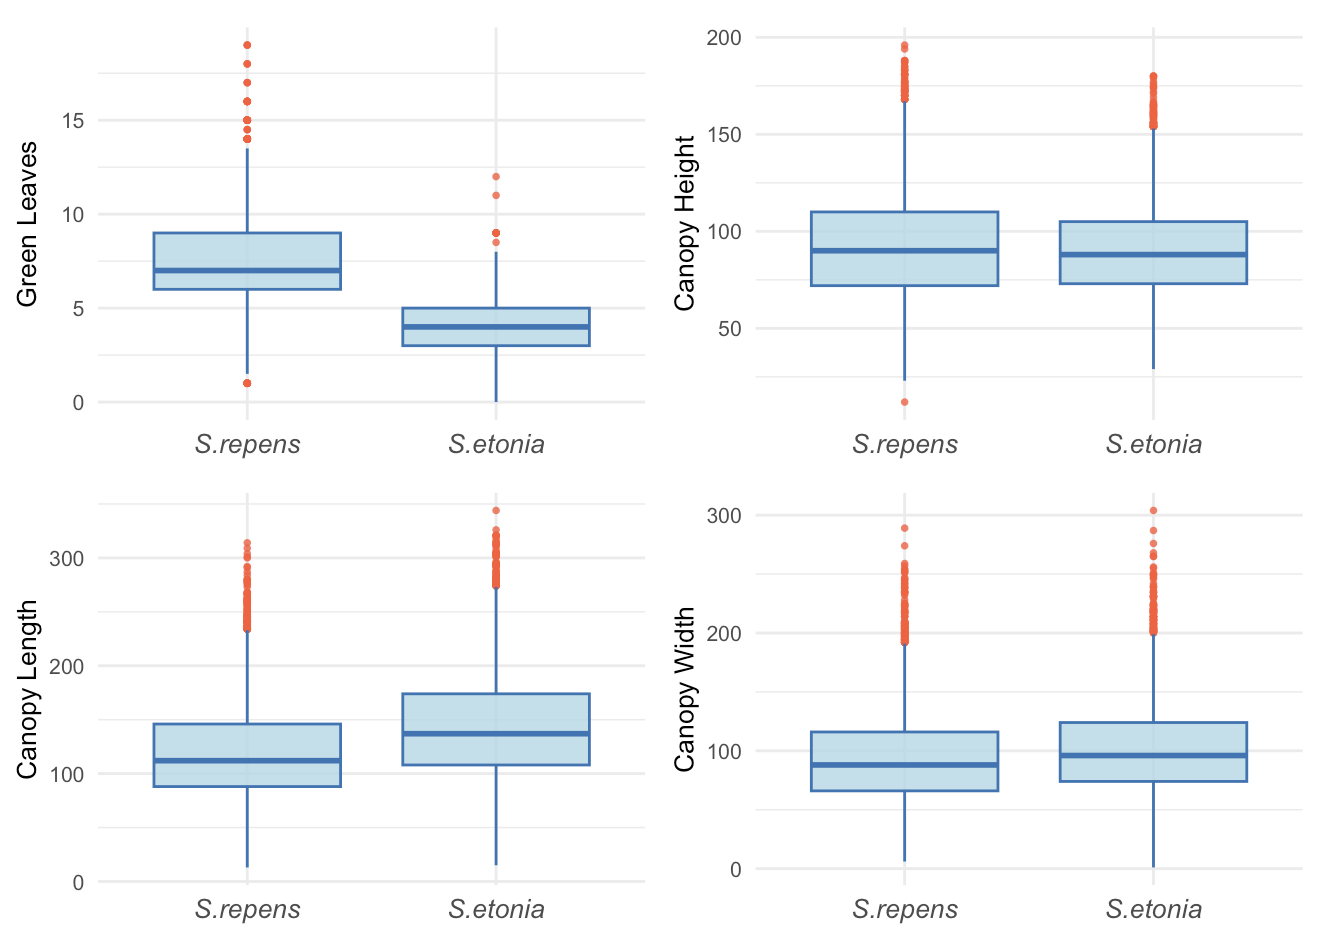 Green Leaves
15
10
5
0
S.repens
S.etonia
Canopy Height
200
150
100
50
S.repens
S.etonia
Canopy Length
300
200
100
0
S.repens
S.etonia
Canopy Width
300
200
100
0
S.repens
S.etonia